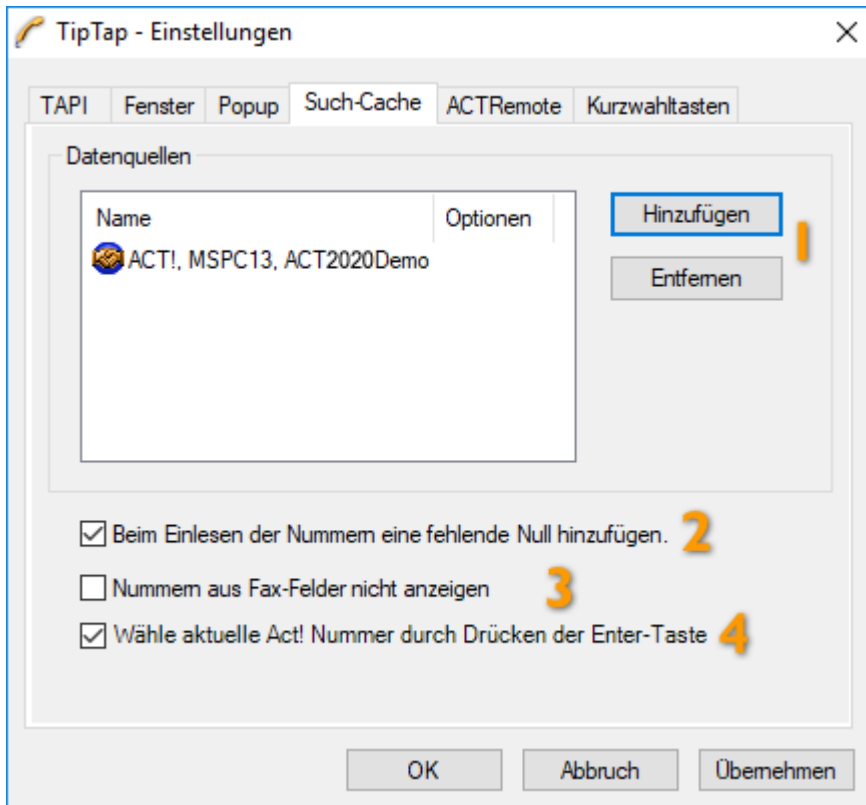 TipTap - Einstellungen
TAPI Fenster Popup Such-Cache ACTRemote Kurzwahltasten
Datenquellen
Name Optionen Hinzufügen 1
ACT!, MSPC13, ACT2020Demo
Entfernen
Beim Einlesen der Nummern eine fehlende Null hinzufügen. 2
Nummern aus Fax-Felder nicht anzeigen 3
Wähle aktuelle Act! Nummer durch Drücken der Enter-Taste 4
OK Abbruch Übernehmen